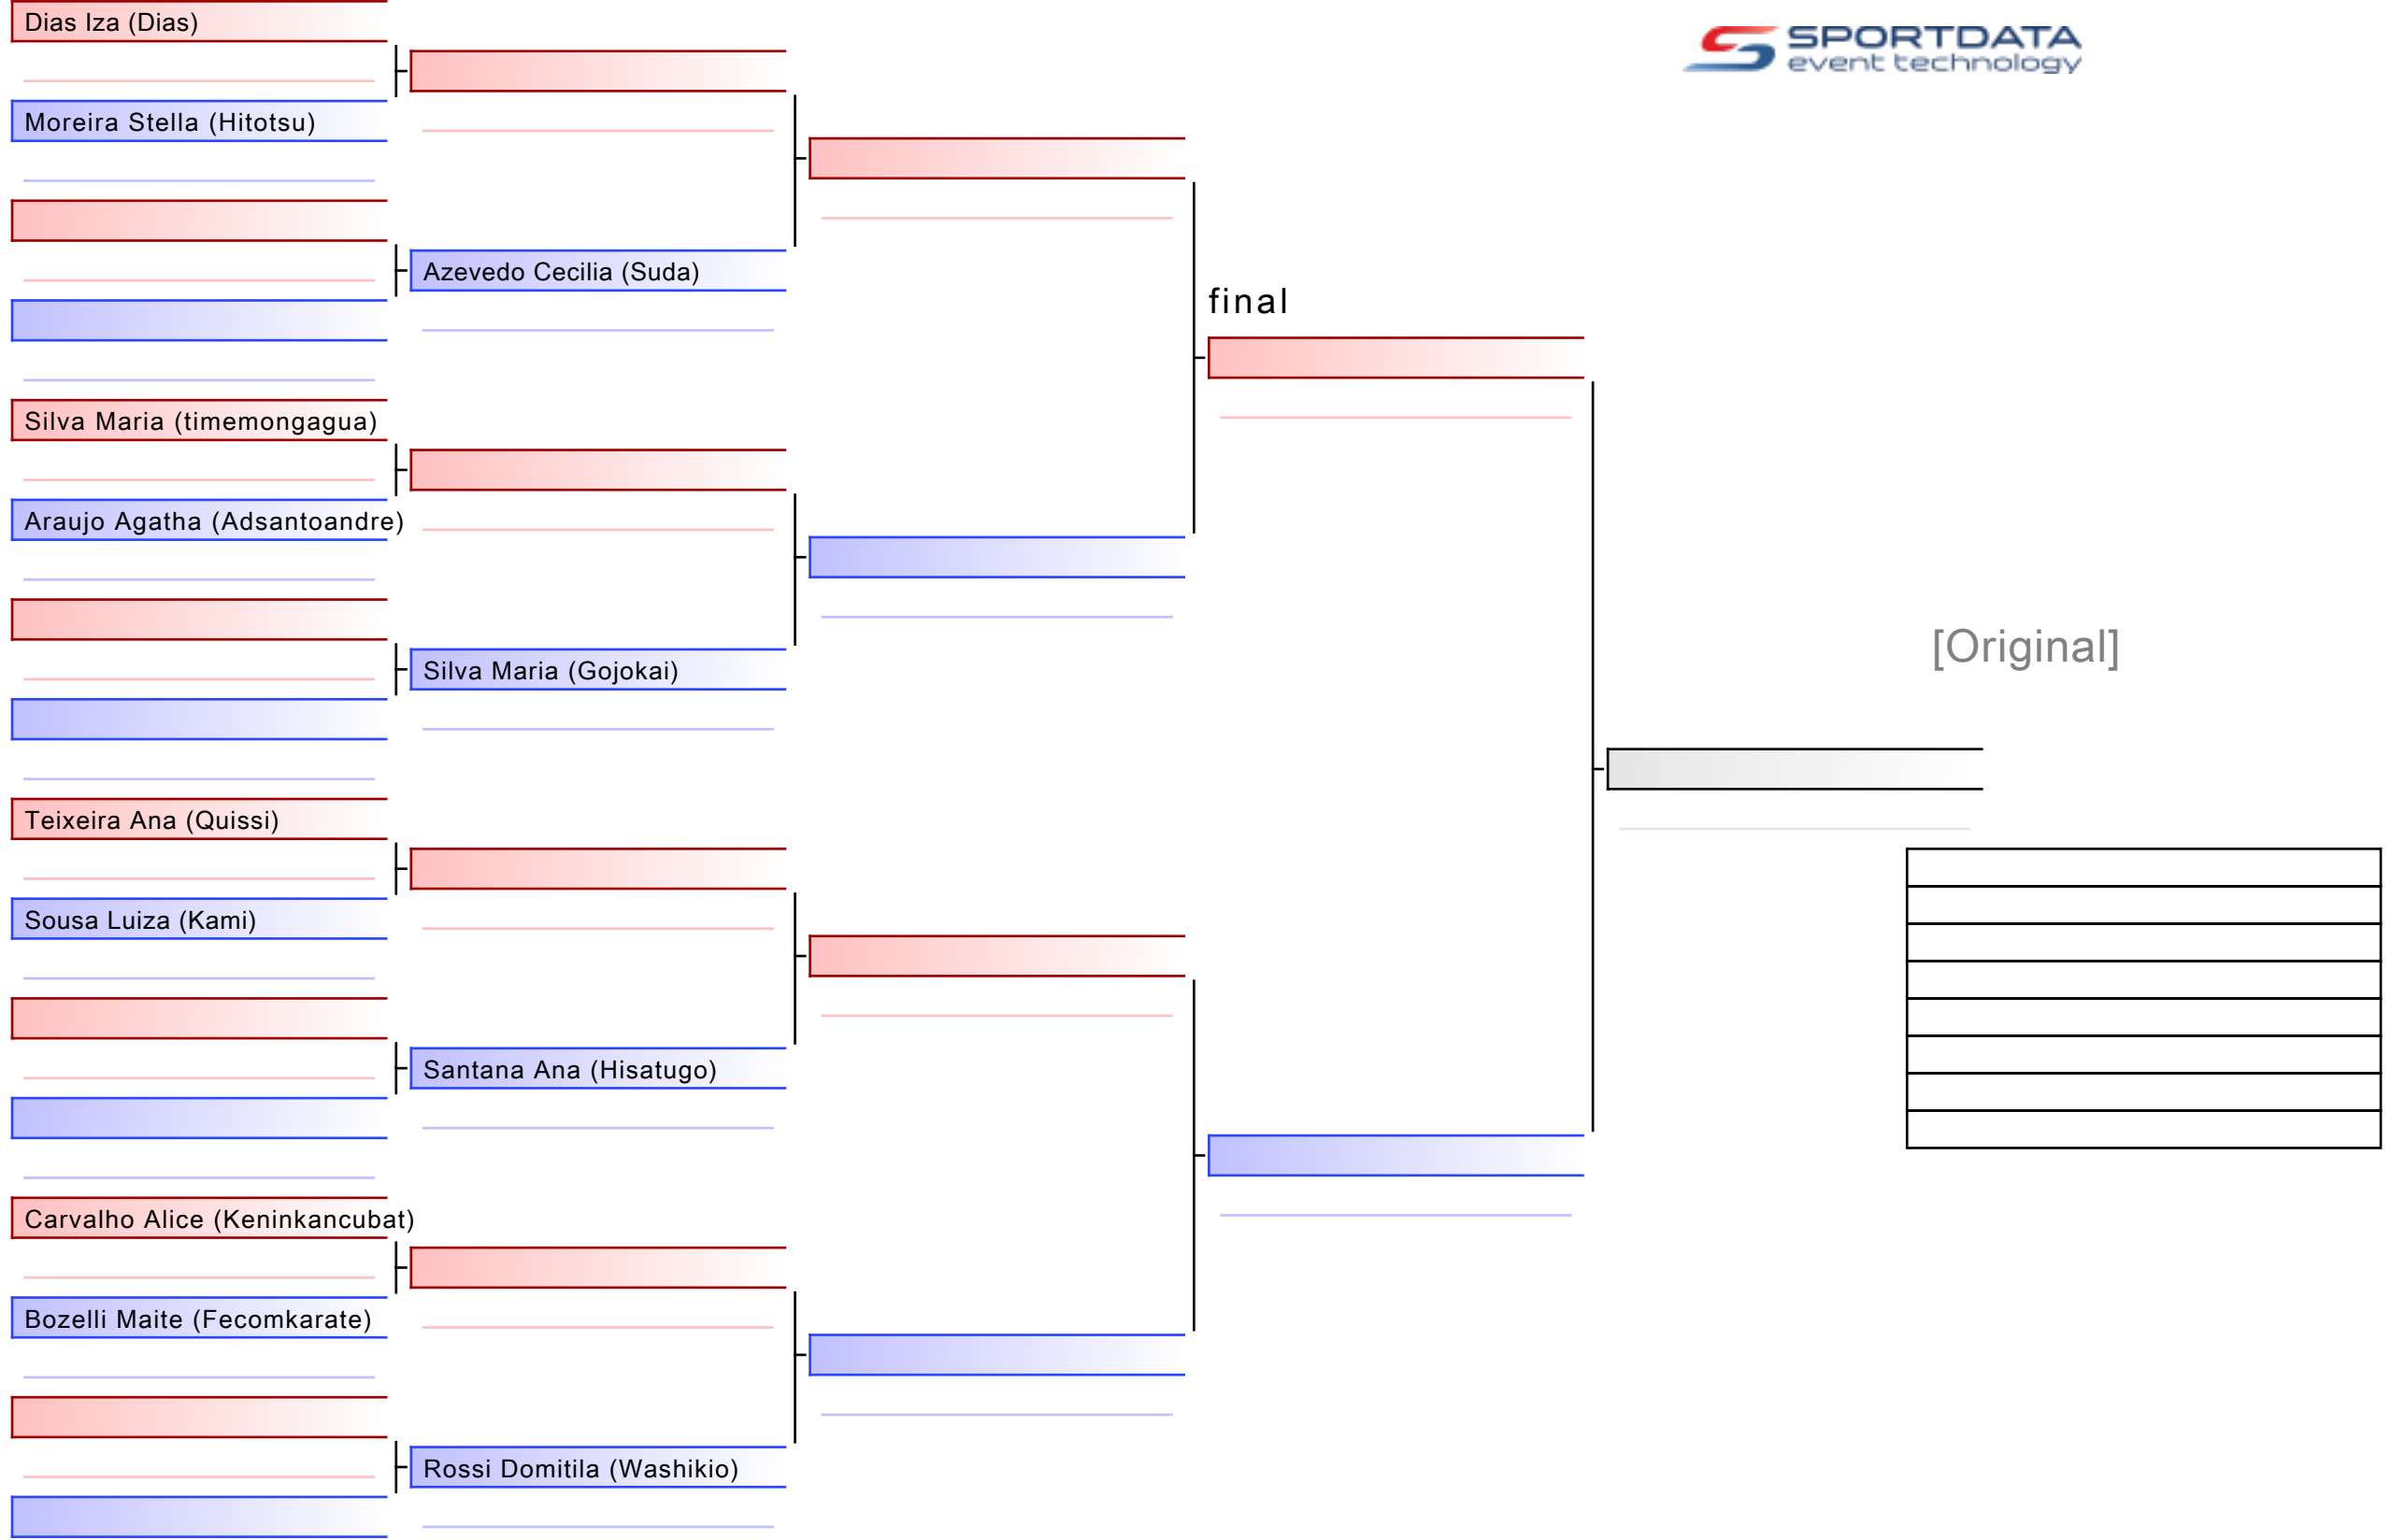 Dias Iza (Dias)
SPORTDATA
event technology
Moreira Stella (Hitotsu)
Azevedo Cecilia (Suda)
final
Silva Maria (timemongagua)
Araujo Agatha (Adsantoandre)
Silva Maria (Gojokai)
[Original]
Teixeira Ana (Quissi)
Sousa Luiza (Kami)
Santana Ana (Hisatugo)
Carvalho Alice (Keninkancubat)
Bozelli Maite (Fecomkarate)
Rossi Domitila (Washikio)